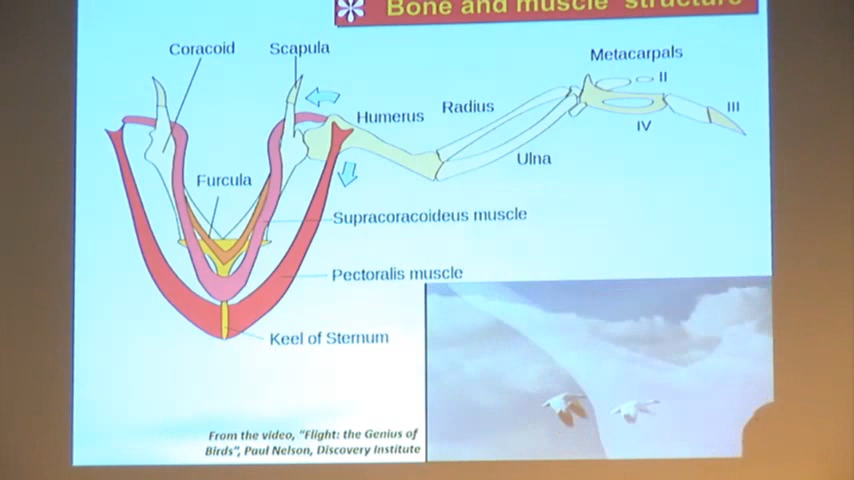 Bone and muscle structure
Coracoid
Scapula
Metacarpals
II
III
IV
Humerus
Radius
Ulna
Furcula
Supracoracoideus muscle
Pectoralis muscle
Keel of Sternum
From the video, "Flight: the Genius of
Birds", Paul Nelson, Discovery Institute